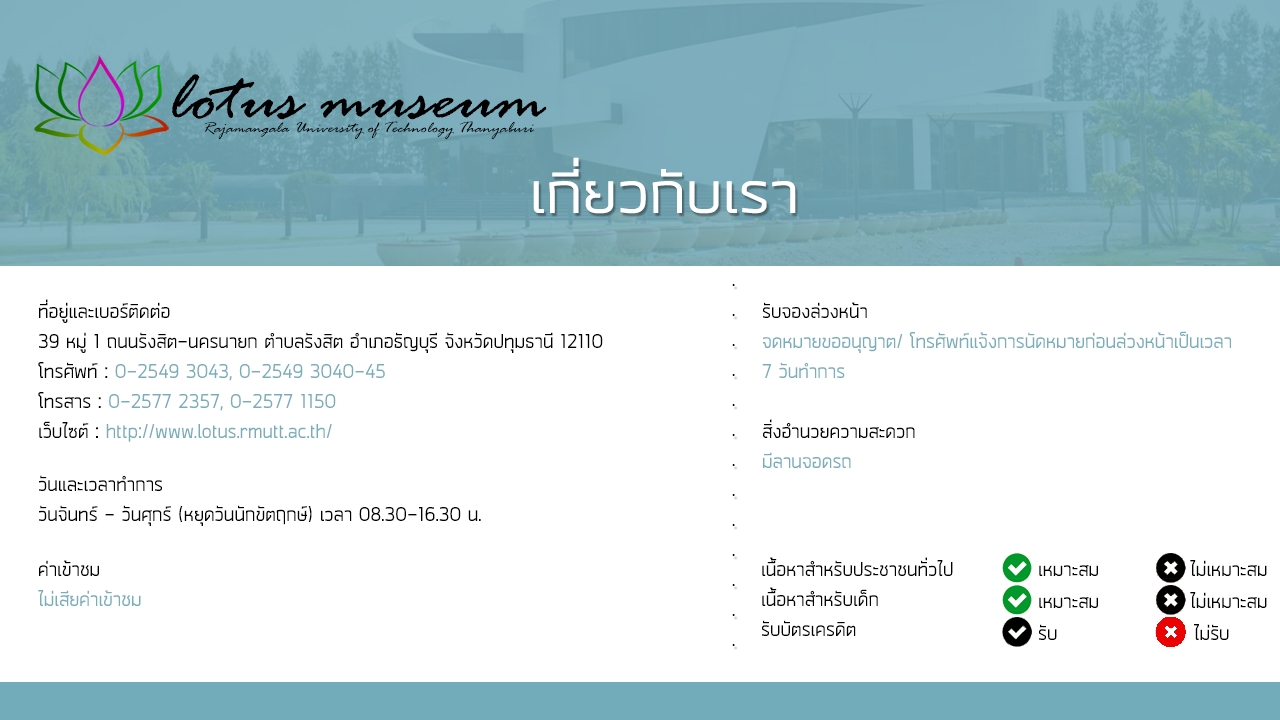 lotus museum
Rajamangala University of Technology Thanyaburi
เกี่ยวกับเรา
ที่อยู่และเบอร์ติดต่อ
39 หมู่ 1 ถนนรังสิต-นครนายก ตำบลรังสิต อำเภอธัญบุรี จังหวัดปทุมธานี 12110
โทรศัพท์ : 0-2549 3043, 0-2549 3040-45
โทรสาร : 0-2577 2357, 0-2577 1150
เว็บไซต์ : http://www.lotus.rmutt.ac.th/
วันและเวลาทำการ
วันจันทร์ - วันศุกร์ (หยุดวันนักขัตฤกษ์) เวลา 08.30-16.30 น.
ค่าเข้าชม
ไม่เสียค่าเข้าชม
รับจองล่วงหน้า
จดหมายขออนุญาต/ โทรศัพท์แจ้งการนัดหมายก่อนล่วงหน้าเป็นเวลา
7 วันทำการ
สิ่งอำนวยความสะดวก
มีลานจอดรถ
เนื้อหาสำหรับประชาชนทั่วไป เหมาะสม ไม่เหมาะสม
เนื้อหาสำหรับเด็ก เหมาะสม ไม่เหมาะสม
รับบัตรเครดิต รับ ไม่รับ